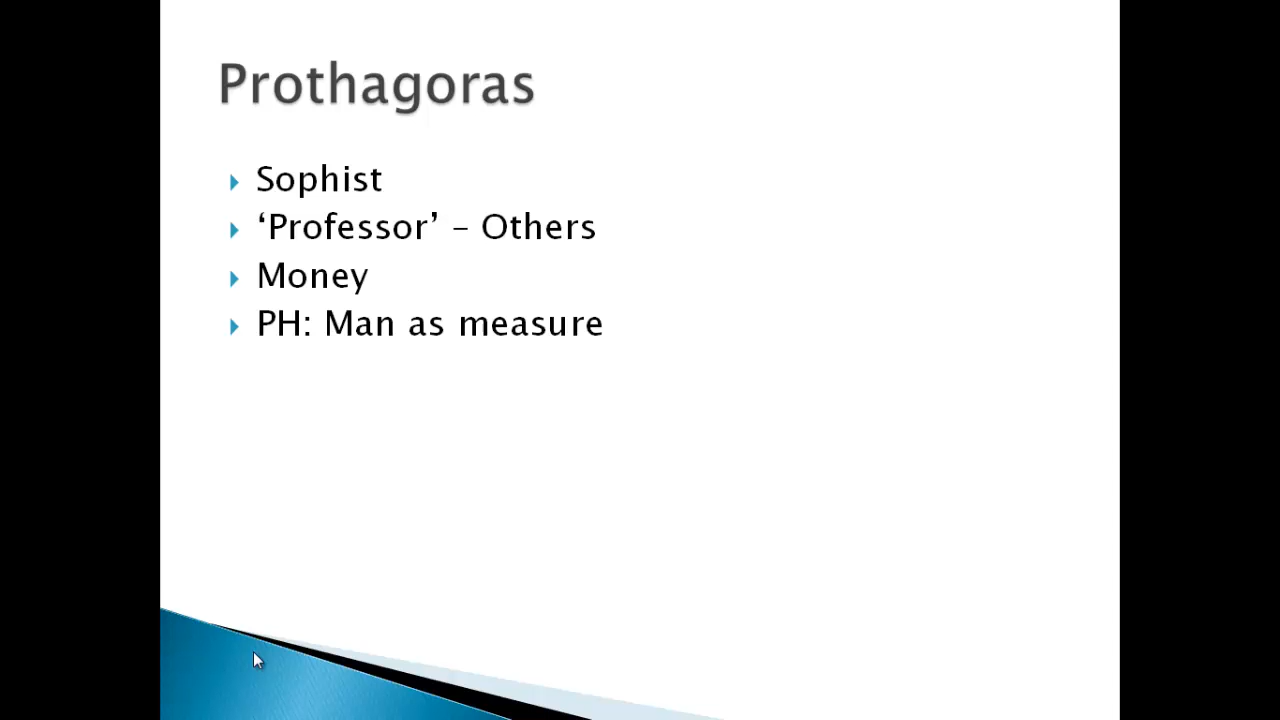 Prothagoras
Sophist
‘Professor’ – Others
Money
PH: Man as measure